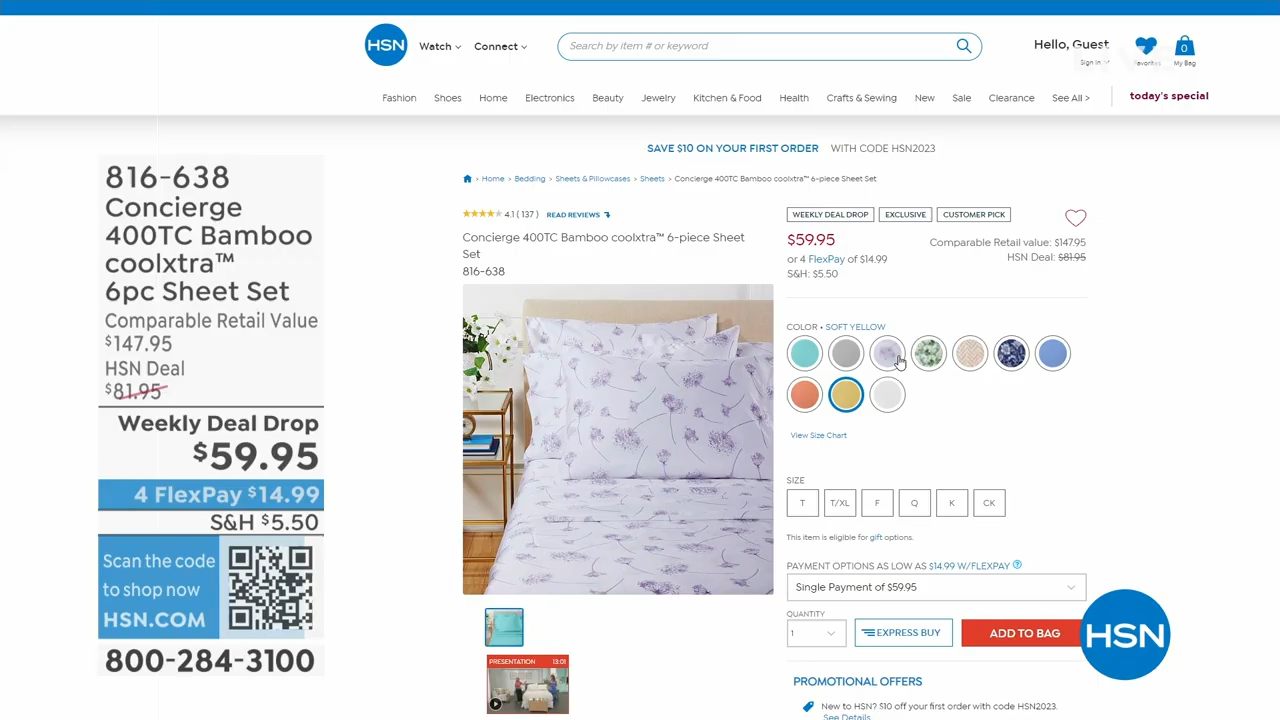 HSN
Watch
Connect
Search by item # or keyword
Hello, Guest
Sign In
Favorites
0
My Bag
Fashion
Shoes
Home
Electronics
Beauty
Jewelry
Kitchen & Food
Health
Crafts & Sewing
New
Sale
Clearance
See All >
today's special
SAVE $10 ON YOUR FIRST ORDER WITH CODE HSN2023
Home > Bedding > Sheets & Pillowcases > Sheets > Concierge 400TC Bamboo coolxtra™ 6-piece Sheet Set
816-638
Concierge
400TC Bamboo
coolxtra™
6pc Sheet Set
Comparable Retail Value
$147.95
HSN Deal
$81.95
Weekly Deal Drop
$59.95
4 FlexPay $14.99
S&H $5.50
Scan the code
to shop now
HSN.COM
800-284-3100
4.1 ( 137 ) READ REVIEWS
Concierge 400TC Bamboo coolxtra™ 6-piece Sheet
Set
816-638
PRESENTATION 13:01
WEEKLY DEAL DROP
EXCLUSIVE
CUSTOMER PICK
$59.95
Comparable Retail value: $147.95
or 4 FlexPay of $14.99
HSN Deal: $81.95
S&H: $5.50
COLOR • SOFT YELLOW
View Size Chart
SIZE
T
T/XL
F
Q
K
CK
This item is eligible for gift options.
PAYMENT OPTIONS AS LOW AS $14.99 W/FLEXPAY
Single Payment of $59.95
QUANTITY
1
EXPRESS BUY
ADD TO BAG
HSN
PROMOTIONAL OFFERS
New to HSN? $10 off your first order with code HSN2023.
See Details